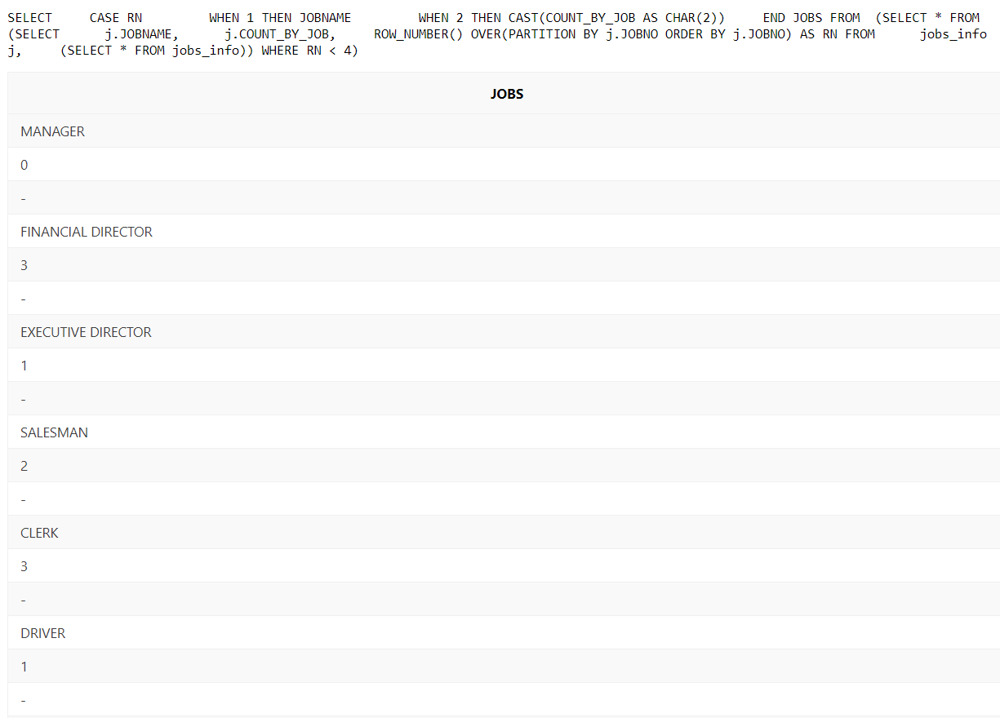 SELECT     CASE RN         WHEN 1 THEN JOBNAME         WHEN 2 THEN CAST(COUNT_BY_JOB AS CHAR(2))     END JOBS FROM  (SELECT * FROM
(SELECT      j.JOBNAME,      j.COUNT_BY_JOB,     ROW_NUMBER() OVER(PARTITION BY j.JOBNO ORDER BY j.JOBNO) AS RN FROM      jobs_info
j,     (SELECT * FROM jobs_info)) WHERE RN < 4)
JOBS
MANAGER
0
-
FINANCIAL DIRECTOR
3
-
EXECUTIVE DIRECTOR
1
-
SALESMAN
2
-
CLERK
3
-
DRIVER
1
-